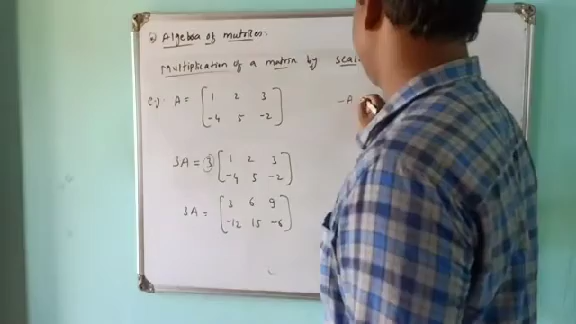 Algebra of matrices.
Multiplication of a matrix by scal
eg. A = [ 1 2 3
-4 5 -2 ]
-A
3A = 3 [ 1 2 3
-4 5 -2 ]
3A = [ 3 6 9
-12 15 -6 ]